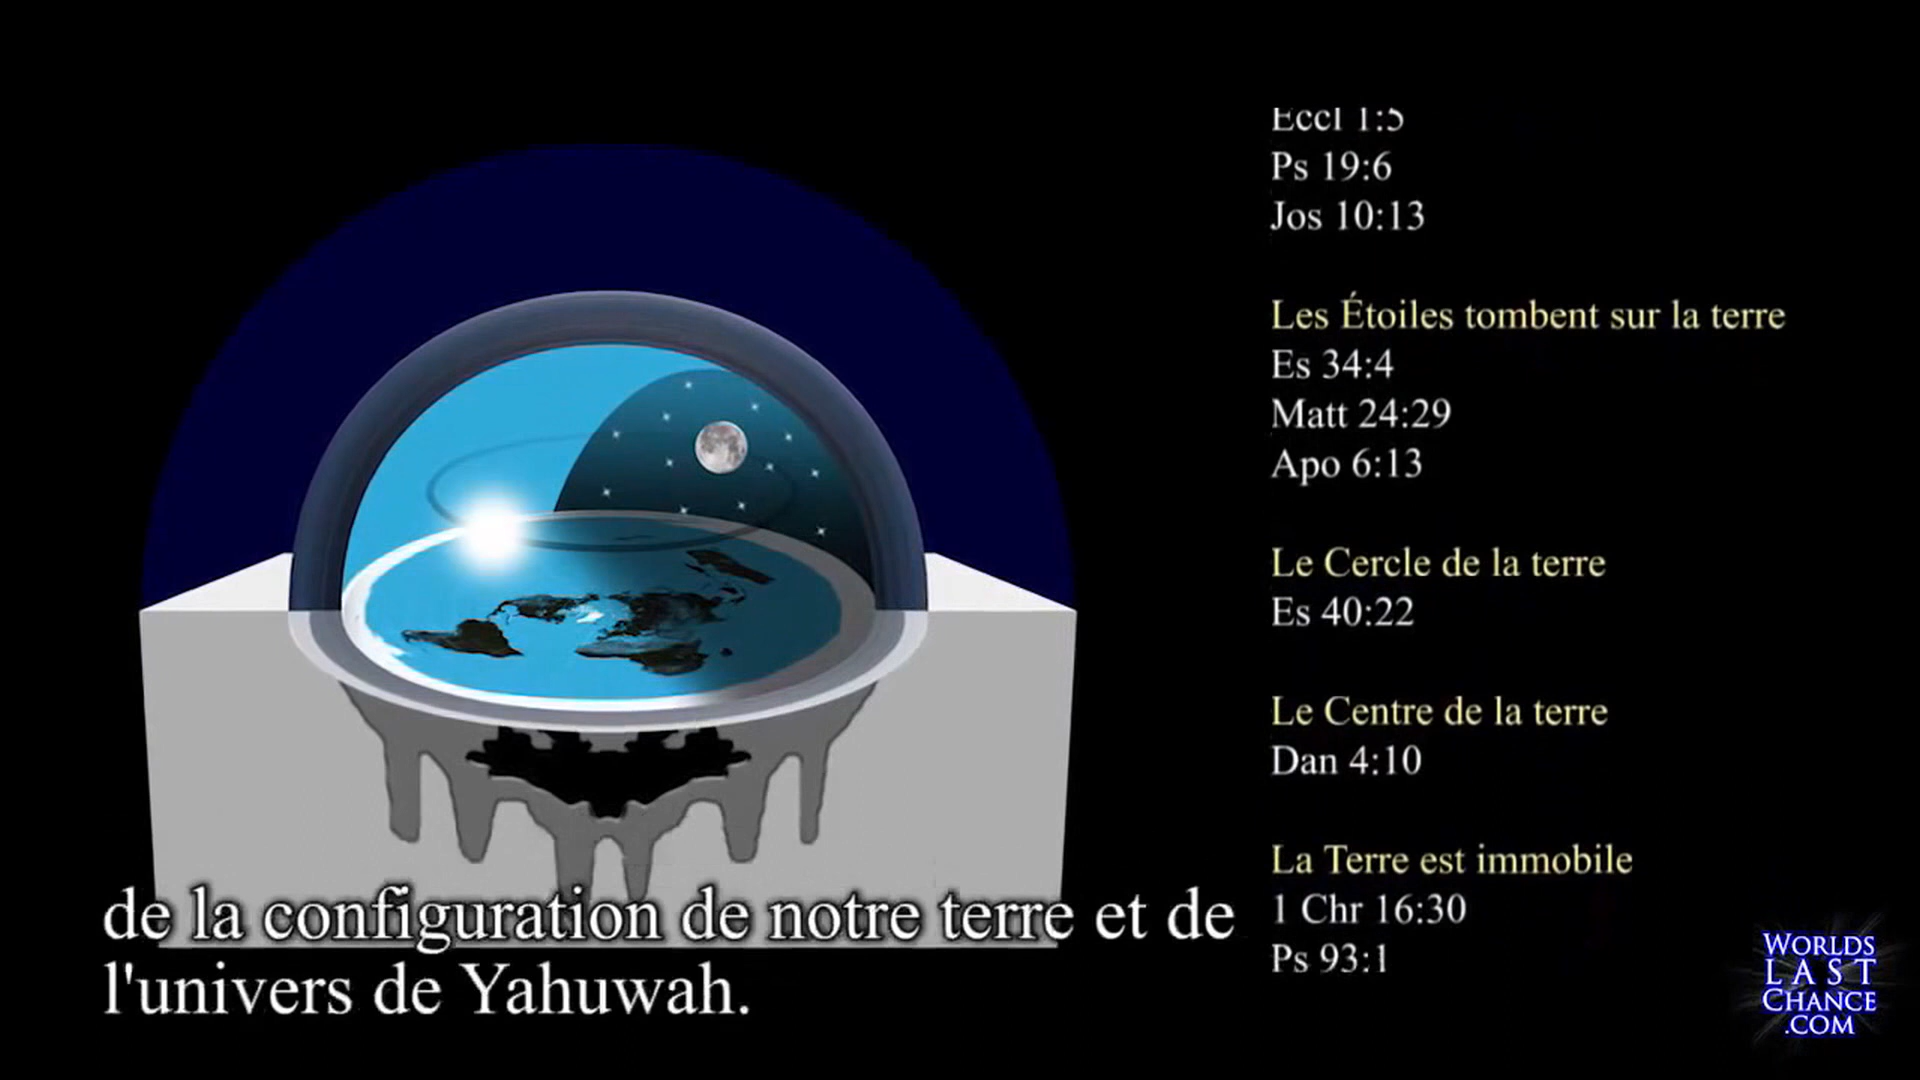 Eccl 1:5
Ps 19:6
Jos 10:13
Les Étoiles tombent sur la terre
Es 34:4
Matt 24:29
Apo 6:13
Le Cercle de la terre
Es 40:22
Le Centre de la terre
Dan 4:10
La Terre est immobile
1 Chr 16:30
Ps 93:1
de la configuration de notre terre et de
l'univers de Yahuwah.
WORLDS
LAST
CHANCE
.COM